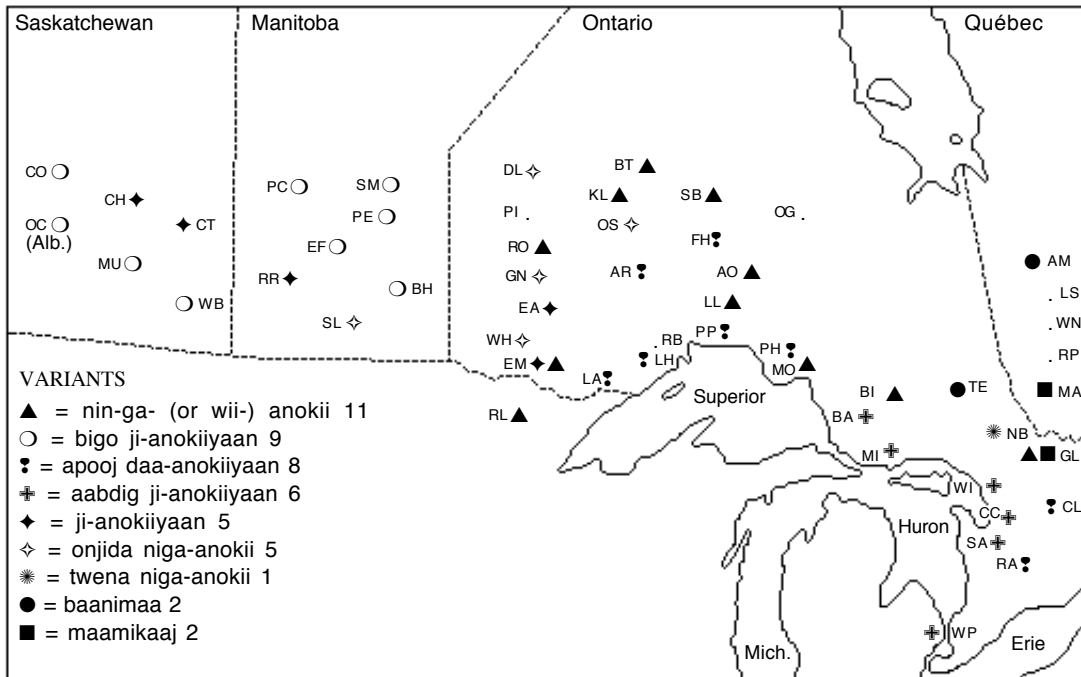 Saskatchewan Manitoba Ontario Québec
CO
CH
CT
OC
(Alb.)
MU
WB
PC
SM
PE
EF
RR
BH
SL
DL
BT
KL
SB
PI
OS
OG
RO
FH
GN
AR
AO
EA
LL
WH
PP
RB
EM
LH
PH
MO
LA
RL
AM
LS
WN
RP
BI
TE
MA
BA
NB
MI
GL
WI
CC
CL
SA
RA
WP
Superior
Huron
Mich.
Erie
VARIANTS
▲ = nin-ga- (or wii-) anokii 11
❍ = bigo ji-anokiiyaan 9
❢ = apooj daa-anokiiyaan 8
✙ = aabdig ji-anokiiyaan 6
✦ = ji-anokiiyaan 5
✧ = onjida niga-anokii 5
✺ = twena niga-anokii 1
● = baanimaa 2
■ = maamikaaj 2